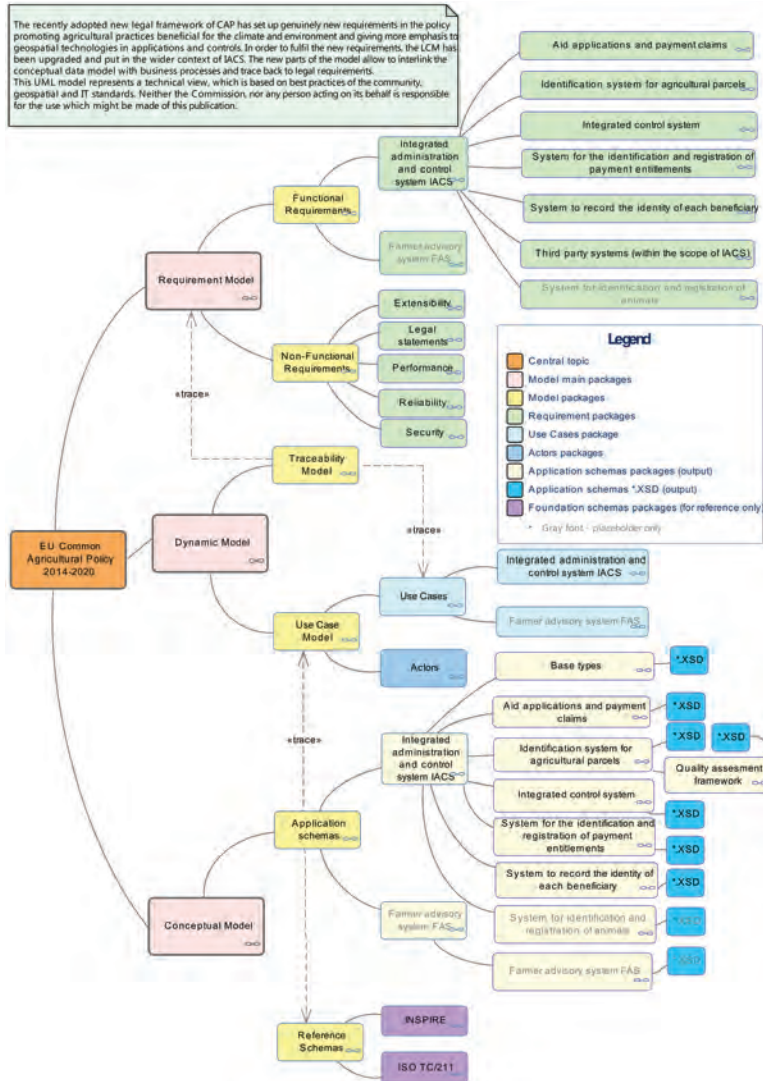 The recently adopted new legal framework of CAP has set up genuinely new requirements in the policy
promoting agricultural practices beneficial for the climate and environment and giving more emphasis to
geospatial technologies in applications and controls. In order to fulfil the new requirements, the LCM has
been upgraded and put in the wider context of IACS. The new parts of the model allow to interlink the
conceptual data model with business processes and trace back to legal requirements.
This UML model represents a technical view, which is based on best practices of the community,
geospatial and IT standards. Neither the Commission, nor any person acting on its behalf is responsible
for the use which might be made of this publication.
Aid applications and payment claims
Identification system for agricultural parcels
Integrated control system
System for the identification and registration of
payment entitlements
System to record the identity of each beneficiary
Third party systems (within the scope of IACS)
System for identification and registration of
animals
Integrated
administration
and control
system IACS
Functional
Requirements
Farmer advisory
system FAS
Requirement Model
Extensibility
Legal
statements
Performance
Reliability
Security
Non-Functional
Requirements
«trace»
Legend
Central topic
Model main packages
Model packages
Requirement packages
Use Cases package
Actors packages
Application schemas packages (output)
Application schemas *.XSD (output)
Foundation schemas packages (for reference only)
* Gray font - placeholder only
Traceability
Model
«trace»
EU Common
Agricultural Policy
2014-2020
Dynamic Model
Integrated administration and
control system IACS
Use Cases
Farmer advisory system FAS
Use Case
Model
Actors
«trace»
Base types
*.XSD
Aid applications and payment
claims
*.XSD
Integrated
administration
and control
system IACS
Identification system for
agricultural parcels
*.XSD
*.XSD
Quality assesment
framework
Integrated control system
*.XSD
System for the identification and
registration of payment
entitlements
*.XSD
System to record the identity of
each beneficiary
*.XSD
System for identification and
registration of animals
*.XSD
Application
schemas
Farmer advisory
system FAS
Farmer advisory system FAS
*.XSD
Conceptual Model
Reference
Schemas
INSPIRE
ISO TC/211